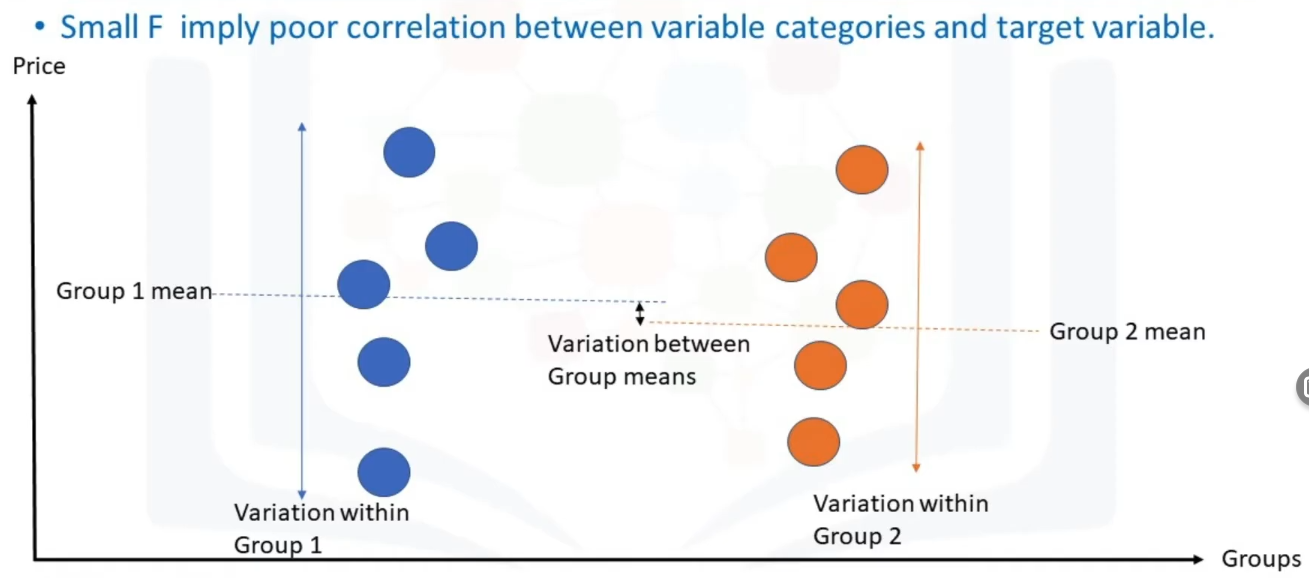 • Small F imply poor correlation between variable categories and target variable.
Price
Group 1 mean
Variation between
Group means
Group 2 mean
Variation within
Group 1
Variation within
Group 2
Groups